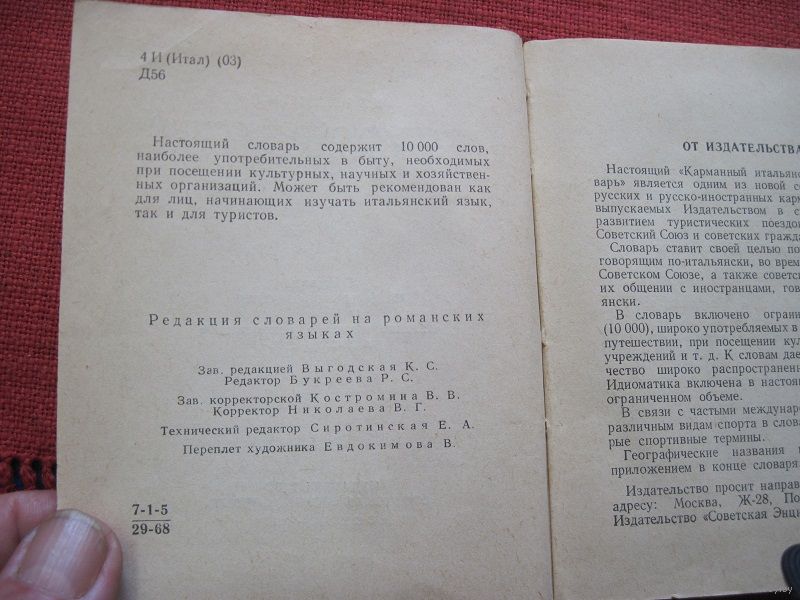 4 И (Итал) (03)
Д56
Настоящий словарь содержит 10 000 слов,
наиболее употребительных в быту, необходимых
при посещении культурных, научных и хозяйствен-
ных организаций. Может быть рекомендован как
для лиц, начинающих изучать итальянский язык,
так и для туристов.
Редакция словарей на романских
языках
Зав. редакцией Выгодская К. С.
Редактор Букреева Р. С.
Зав. корректорской Костромина В. В.
Корректор Николаева В. Г.
Технический редактор Сиротинская Е. А.
Переплет художника Евдокимова В.
7-1-5
29-68
ОТ ИЗДАТЕЛЬСТВА
Настоящий «Карманный итальянс
варь» является одним из новой с
русских и русско-иностранных карм
выпускаемых Издательством в с
развитием туристических поездо
Советский Союз и советских гражда
Словарь ставит своей целью по
говорящим по-итальянски, во врем
Советском Союзе, а также советс
их общении с иностранцами, гов
янски.
В словарь включено ограни
(10 000), широко употребляемых в
путешествии, при посещении кул
учреждений и т. д. К словам дае
чество широко распространен
Идиоматика включена в настоя
ограниченном объеме.
В связи с частыми междунаро
различным видам спорта в слова
рые спортивные термины.
Географические названия
приложением в конце словаря
Издательство просит направ
адресу: Москва, Ж-28, По
Издательство «Советская Энци